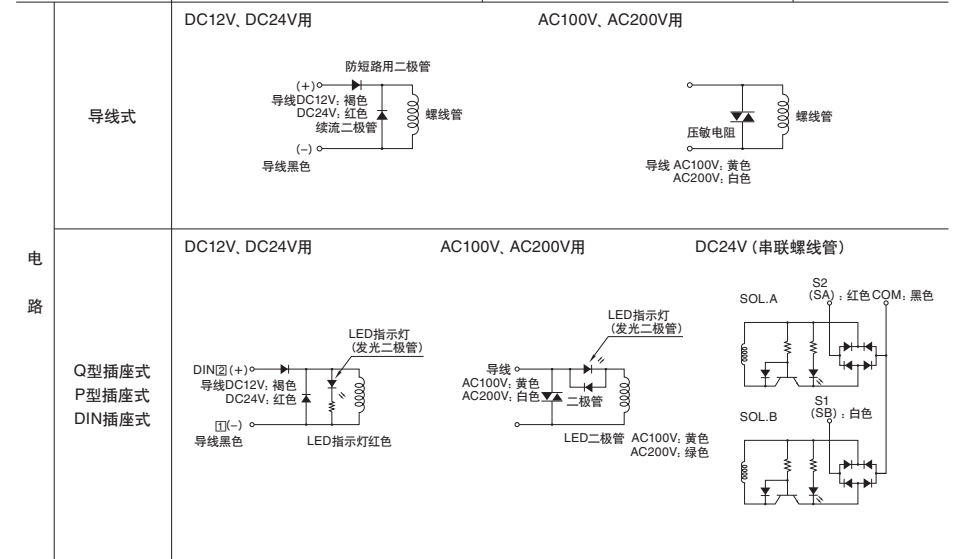 电
路
导线式
DC12V、DC24V用
防短路用二极管
(+)
导线DC12V: 褐色
DC24V: 红色
续流二极管
螺线管
(–)
导线黑色
AC100V、AC200V用
压敏电阻
螺线管
导线 AC100V: 黄色
AC200V: 白色
Q型插座式
P型插座式
DIN插座式
DC12V、DC24V用
LED指示灯
(发光二极管)
DIN2(+)
导线DC12V: 褐色
DC24V: 红色
1(–)
导线黑色
LED指示灯红色
AC100V、AC200V用
LED指示灯
(发光二极管)
导线
AC100V: 黄色
AC200V: 白色
二极管
LED二极管 AC100V: 黄色
AC200V: 绿色
DC24V (串联螺线管)
SOL.A
S2
(SA) : 红色 COM: 黑色
SOL.B
S1
(SB) : 白色